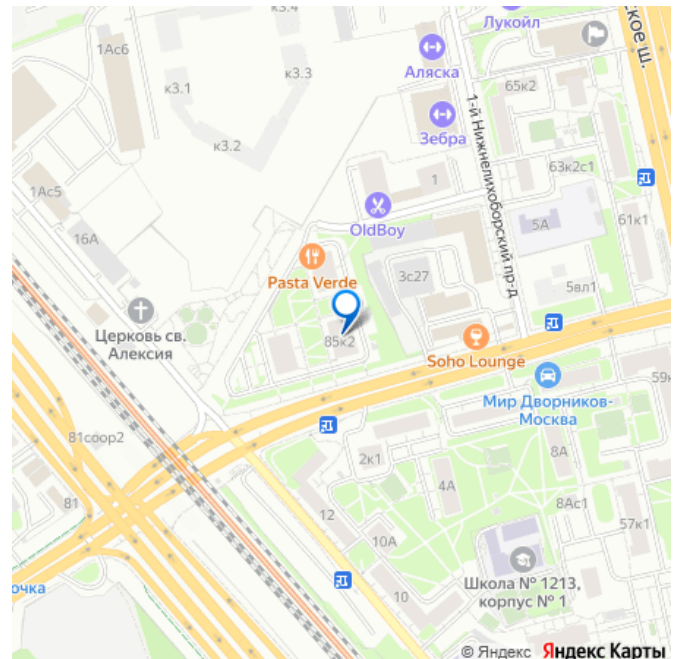 к3.4
Лукойл
ское ш.
1Ас6
Аляска
к3.3
к3.1
65к2
Зебра
1-й Нижнелихоборский пр-д
к3.2
63к2с1
1
1Ас5
OldBoy
61к1
16А
5А
Pasta Verde
3с27
5вл1
Церковь св.
Алексия
85к2
Soho Lounge
59к
Мир Дворников-
Москва
81соор2
2к1
8А
4А
81
12
8Ас1
57к1
10А
очка
Школа № 1213,
корпус № 1
10
© Яндекс Яндекс Карты